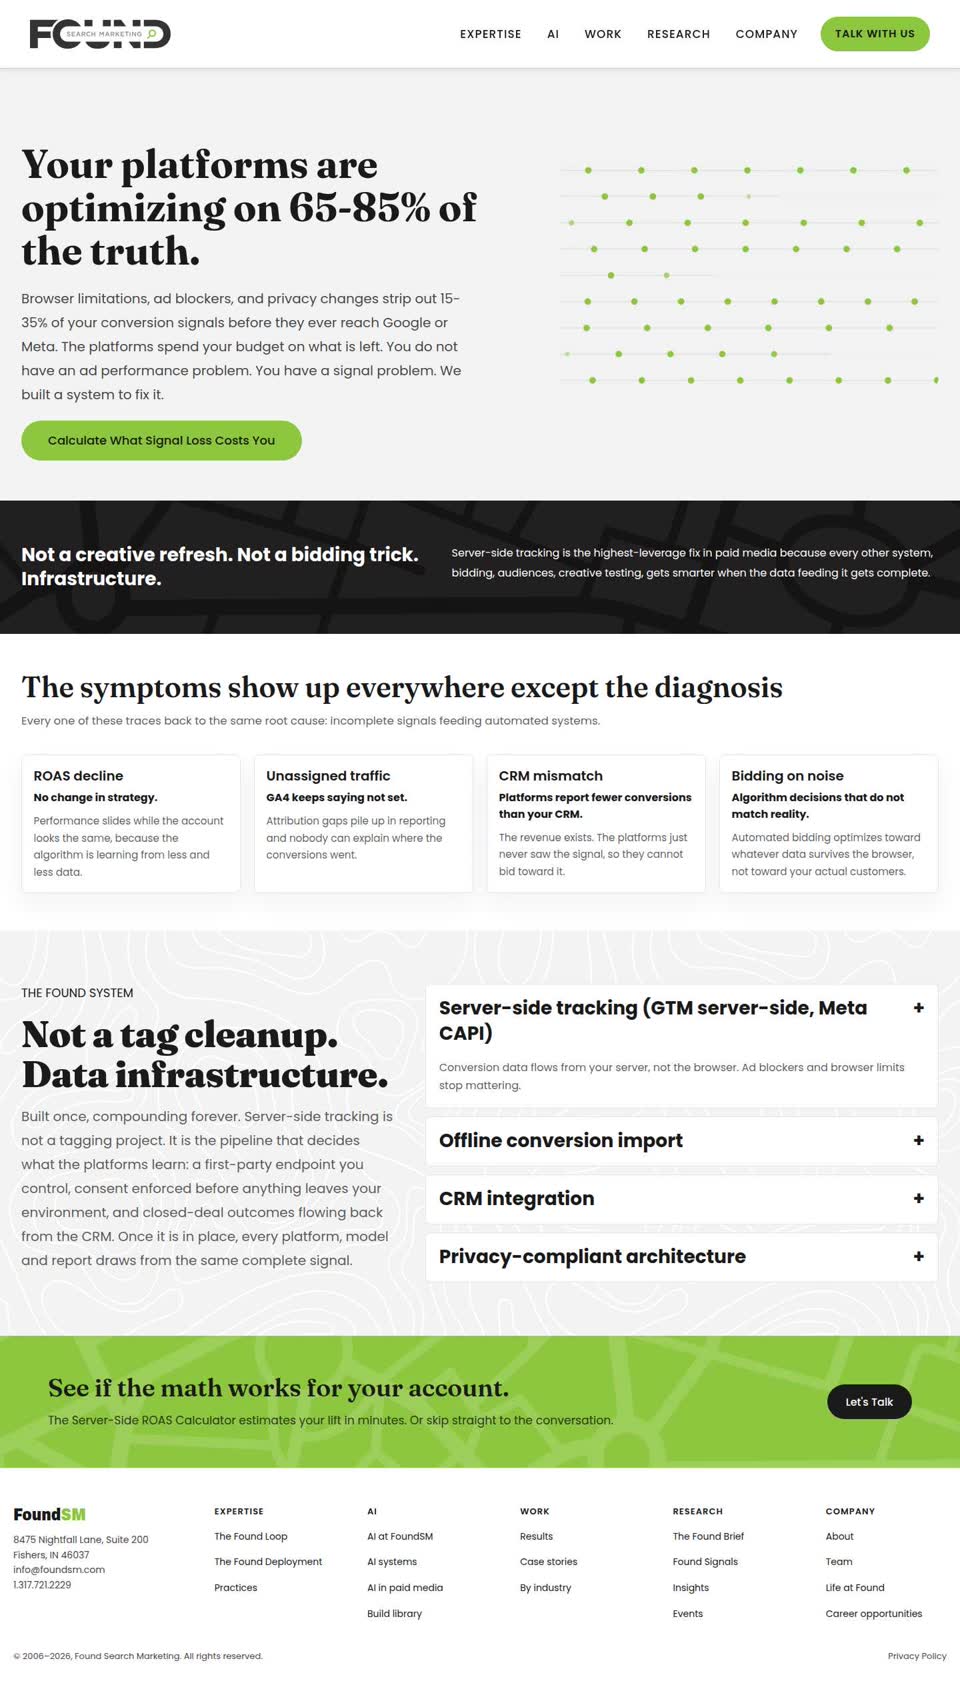 FOUND
SEARCH MARKETING
EXPERTISE
AI
WORK
RESEARCH
COMPANY
TALK WITH US
Your platforms are
optimizing on 65-85% of
the truth.
Browser limitations, ad blockers, and privacy changes strip out 15-
35% of your conversion signals before they ever reach Google or
Meta. The platforms spend your budget on what is left. You do not
have an ad performance problem. You have a signal problem. We
built a system to fix it.
Calculate What Signal Loss Costs You
Not a creative refresh. Not a bidding trick.
Infrastructure.
Server-side tracking is the highest-leverage fix in paid media because every other system,
bidding, audiences, creative testing, gets smarter when the data feeding it gets complete.
The symptoms show up everywhere except the diagnosis
Every one of these traces back to the same root cause: incomplete signals feeding automated systems.
ROAS decline
No change in strategy.
Performance slides while the account
looks the same, because the
algorithm is learning from less and
less data.
Unassigned traffic
GA4 keeps saying not set.
Attribution gaps pile up in reporting
and nobody can explain where the
conversions went.
CRM mismatch
Platforms report fewer conversions
than your CRM.
The revenue exists. The platforms just
never saw the signal, so they cannot
bid toward it.
Bidding on noise
Algorithm decisions that do not
match reality.
Automated bidding optimizes toward
whatever data survives the browser,
not toward your actual customers.
THE FOUND SYSTEM
Not a tag cleanup.
Data infrastructure.
Built once, compounding forever. Server-side tracking is
not a tagging project. It is the pipeline that decides
what the platforms learn: a first-party endpoint you
control, consent enforced before anything leaves your
environment, and closed-deal outcomes flowing back
from the CRM. Once it is in place, every platform, model
and report draws from the same complete signal.
Server-side tracking (GTM server-side, Meta
CAPI)
+
Conversion data flows from your server, not the browser. Ad blockers and browser limits
stop mattering.
Offline conversion import
+
CRM integration
+
Privacy-compliant architecture
+
See if the math works for your account.
The Server-Side ROAS Calculator estimates your lift in minutes. Or skip straight to the conversation.
Let's Talk
FoundSM
8475 Nightfall Lane, Suite 200
Fishers, IN 46037
info@foundsm.com
1.317.721.2229
EXPERTISE
The Found Loop
The Found Deployment
Practices
AI
AI at FoundSM
AI systems
AI in paid media
Build library
WORK
Results
Case stories
By industry
RESEARCH
The Found Brief
Found Signals
Insights
Events
COMPANY
About
Team
Life at Found
Career opportunities
© 2006–2026, Found Search Marketing. All rights reserved.
Privacy Policy